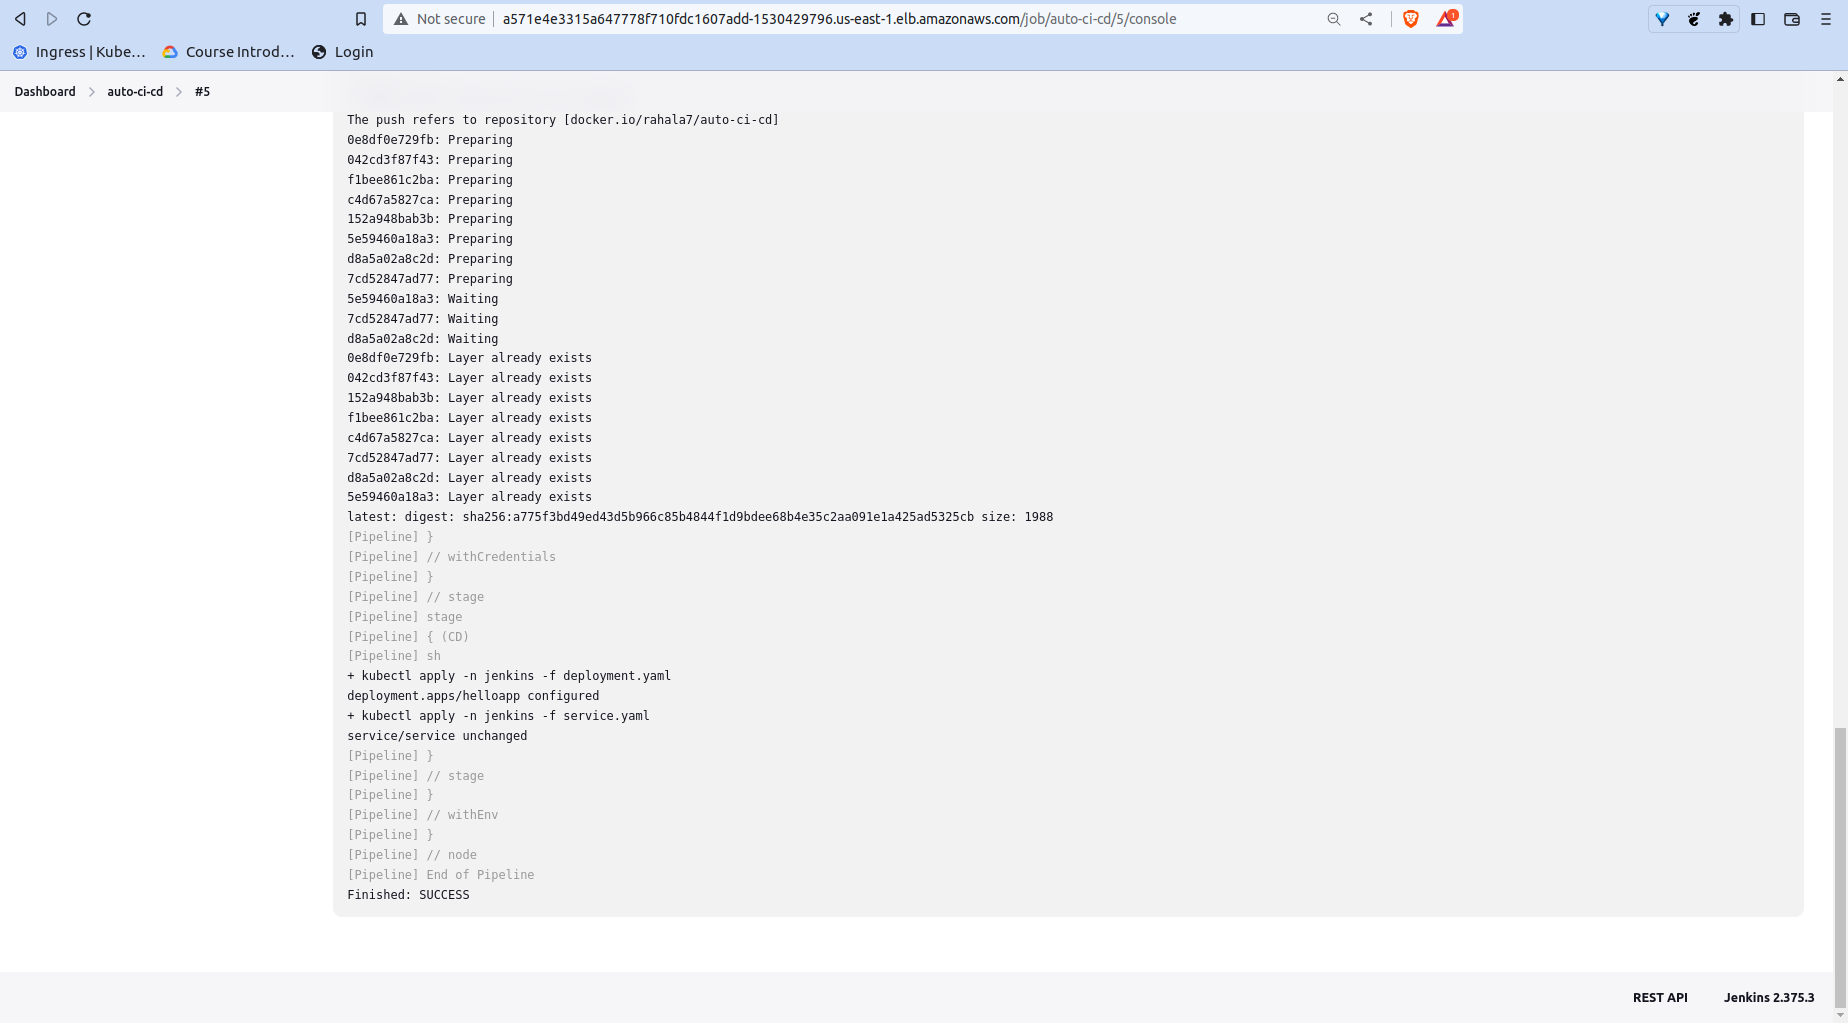 Not secure a571e4e3315a647778f710fdc1607add-1530429796.us-east-1.elb.amazonaws.com/job/auto-ci-cd/5/console 1
Ingress | Kube... Course Introd... Login
Dashboard auto-ci-cd #5
The push refers to repository [docker.io/rahala7/auto-ci-cd]
0e8df0e729fb: Preparing
042cd3f87f43: Preparing
f1bee861c2ba: Preparing
c4d67a5827ca: Preparing
152a948bab3b: Preparing
5e59460a18a3: Preparing
d8a5a02a8c2d: Preparing
7cd52847ad77: Preparing
5e59460a18a3: Waiting
7cd52847ad77: Waiting
d8a5a02a8c2d: Waiting
0e8df0e729fb: Layer already exists
042cd3f87f43: Layer already exists
152a948bab3b: Layer already exists
f1bee861c2ba: Layer already exists
c4d67a5827ca: Layer already exists
7cd52847ad77: Layer already exists
d8a5a02a8c2d: Layer already exists
5e59460a18a3: Layer already exists
latest: digest: sha256:a775f3bd49ed43d5b966c85b4844f1d9bdee68b4e35c2aa091e1a425ad5325cb size: 1988
[Pipeline] }
[Pipeline] // withCredentials
[Pipeline] }
[Pipeline] // stage
[Pipeline] stage
[Pipeline] { (CD)
[Pipeline] sh
+ kubectl apply -n jenkins -f deployment.yaml
deployment.apps/helloapp configured
+ kubectl apply -n jenkins -f service.yaml
service/service unchanged
[Pipeline] }
[Pipeline] // stage
[Pipeline] }
[Pipeline] // withEnv
[Pipeline] }
[Pipeline] // node
[Pipeline] End of Pipeline
Finished: SUCCESS
REST API Jenkins 2.375.3